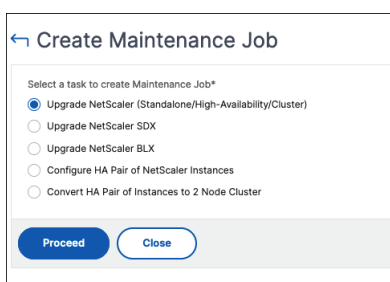 Create Maintenance Job
Select a task to create Maintenance Job*
Upgrade NetScaler (Standalone/High-Availability/Cluster)
Upgrade NetScaler SDX
Upgrade NetScaler BLX
Configure HA Pair of NetScaler Instances
Convert HA Pair of Instances to 2 Node Cluster
Proceed
Close